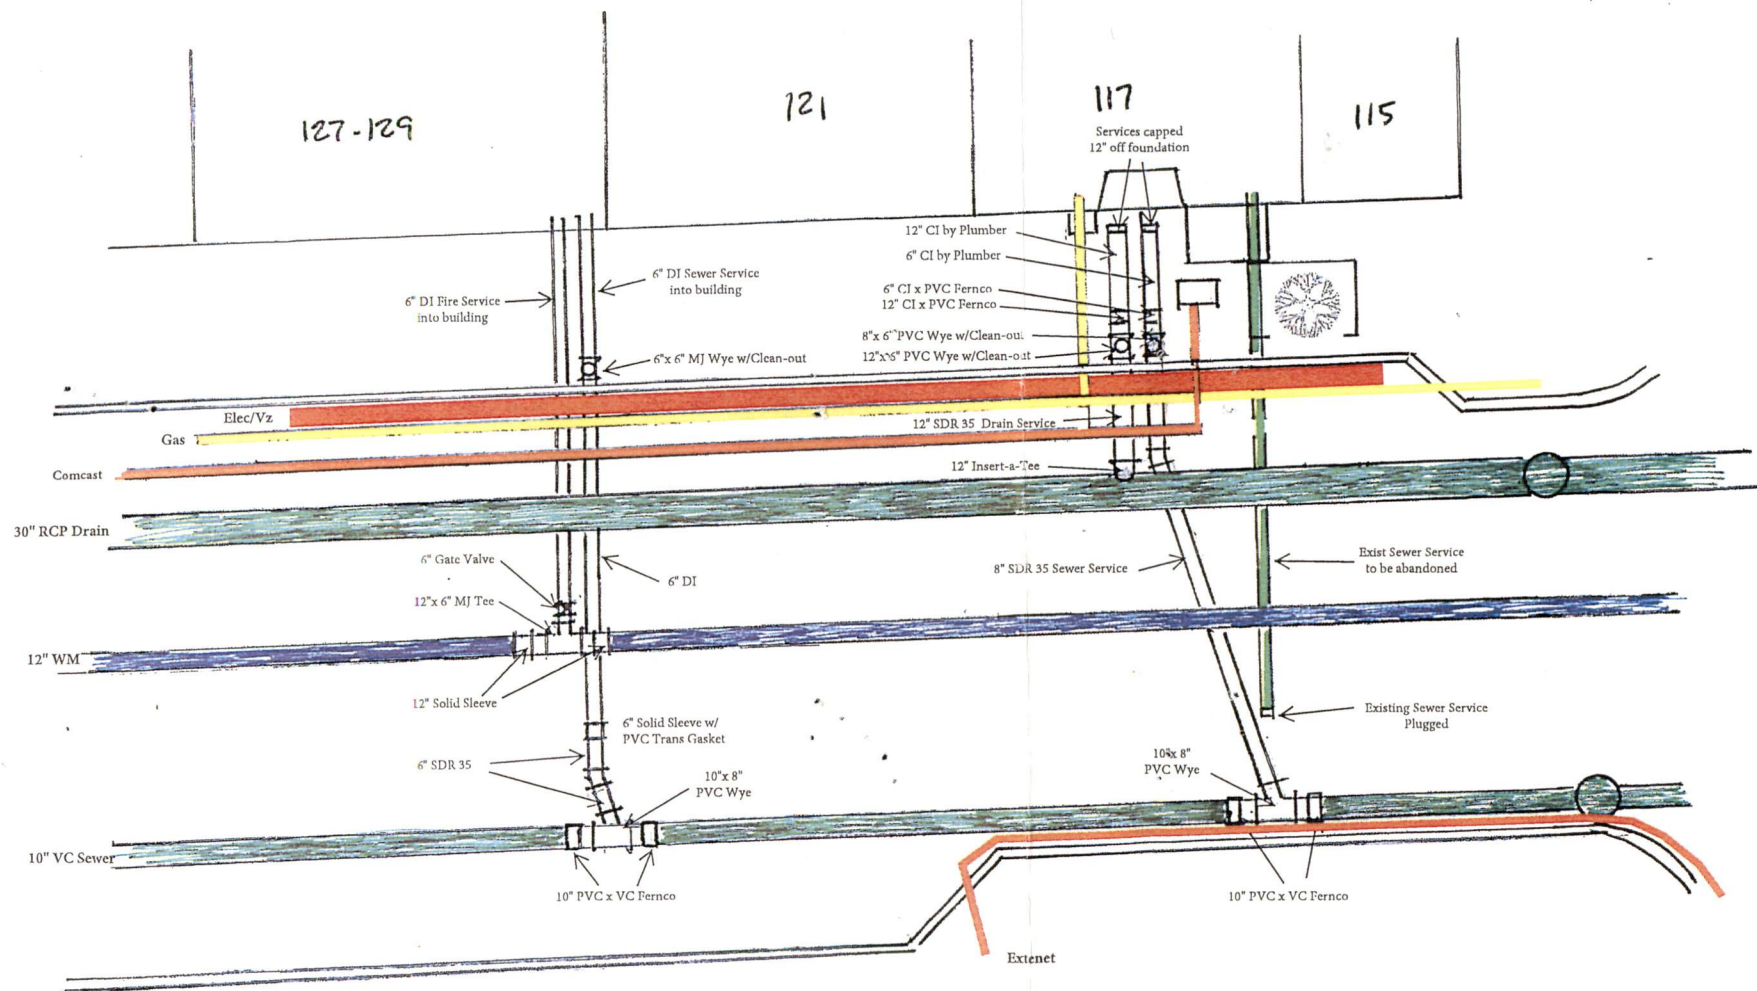 127-129
121
117
115
Services capped
12" off foundation
12" CI by Plumber
6" CI by Plumber
6" CI x PVC Fernco
12" CI x PVC Fernco
8"x 6" PVC Wye w/Clean-out
12"x 6" PVC Wye w/Clean-out
6" DI Sewer Service
into building
6" DI Fire Service
into building
6"x 6" MJ Wye w/Clean-out
Elec/Vz
Gas
12" SDR 35 Drain Service
Comcast
12" Insert-a-Tee
30" RCP Drain
6" Gate Valve
6" DI
8" SDR 35 Sewer Service
Exist Sewer Service
to be abandoned
12"x 6" MJ Tee
12" WM
12" Solid Sleeve
6" Solid Sleeve w/
PVC Trans Gasket
Existing Sewer Service
Plugged
6" SDR 35
10"x 8"
PVC Wye
10"x 8"
PVC Wye
10" VC Sewer
10" PVC x VC Fernco
10" PVC x VC Fernco
Extenet